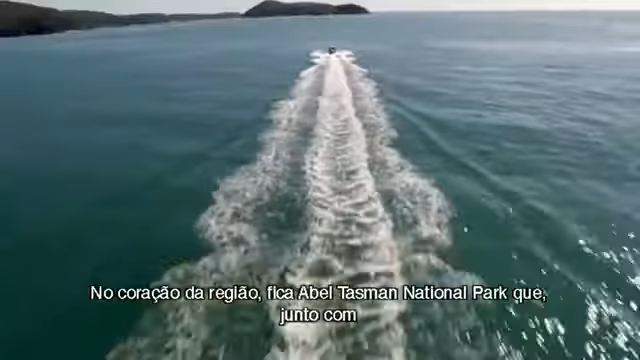 No coração da região, fica Abel Tasman National Park que,
junto com